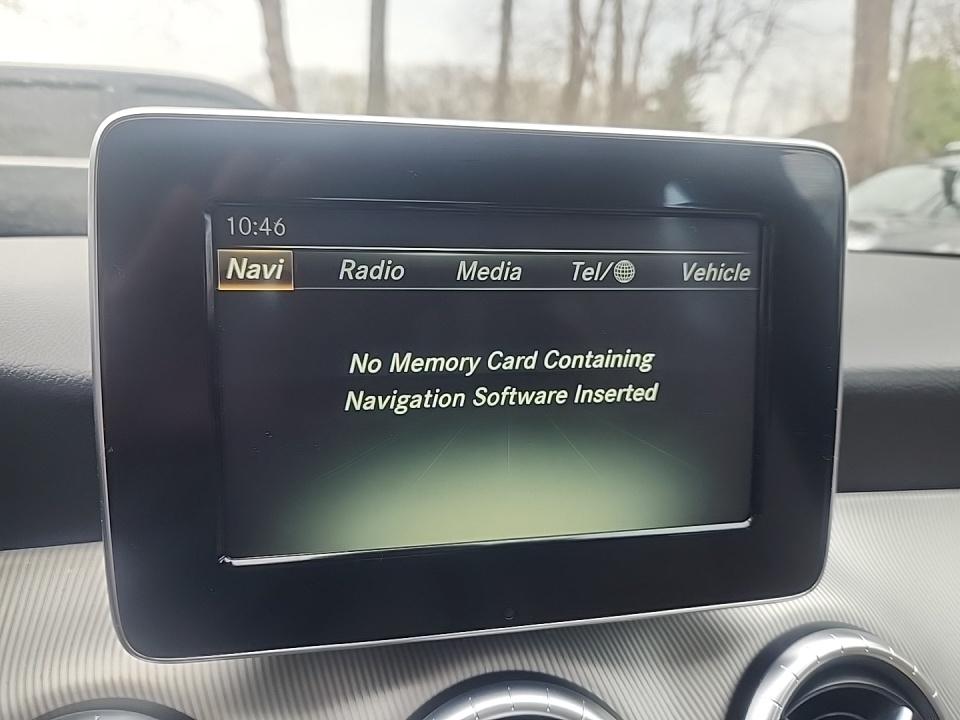 10:46
Navi Radio Media Tel/ Vehicle
No Memory Card Containing
Navigation Software Inserted